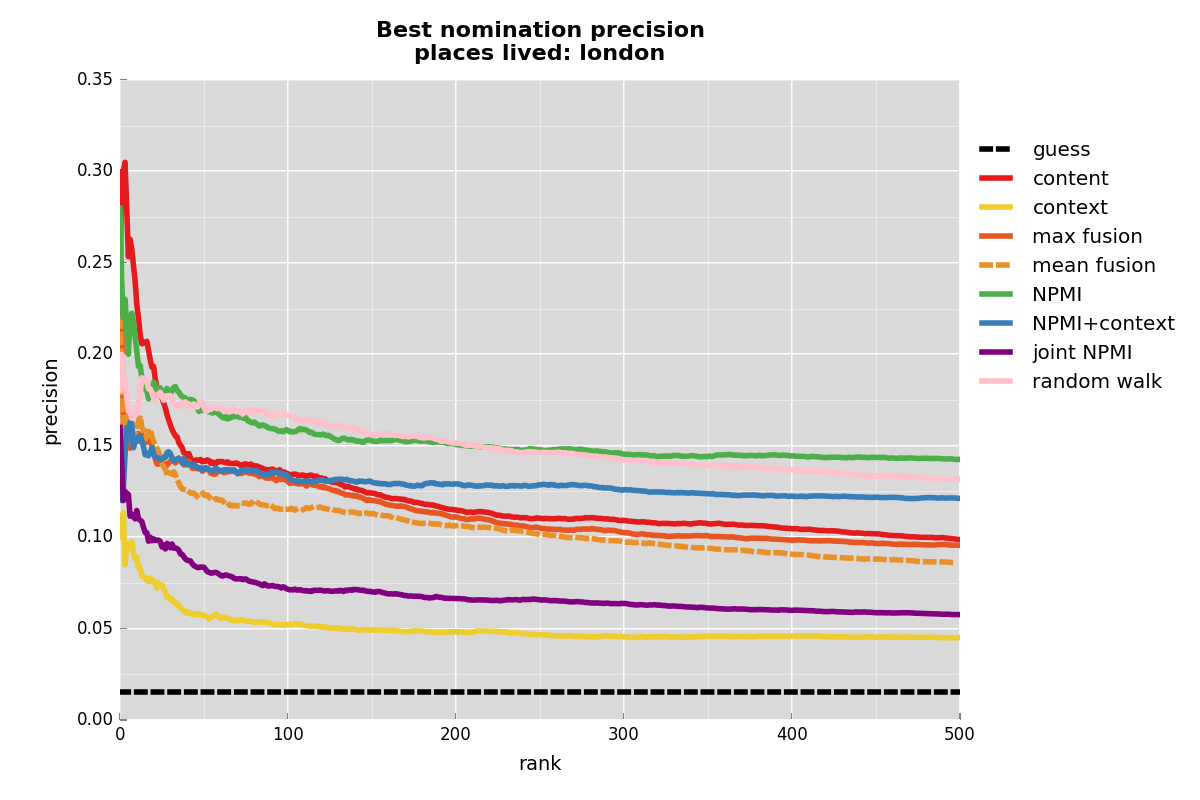 Best nomination precision
places lived: london
precision
0.35
0.30
0.25
0.20
0.15
0.10
0.05
0.00
0
100
200
300
400
500
rank
guess
content
context
max fusion
mean fusion
NPMI
NPMI+context
joint NPMI
random walk